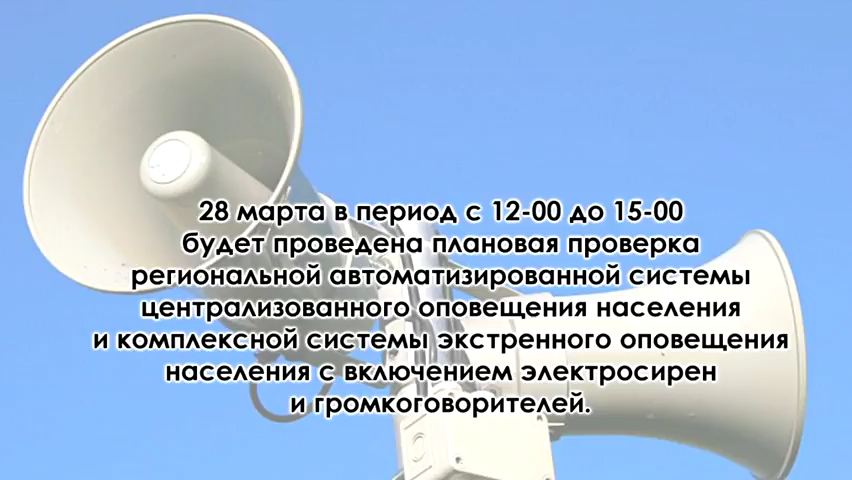 28 марта в период с 12-00 до 15-00
будет проведена плановая проверка
региональной автоматизированной системы
централизованного оповещения населения
и комплексной системы экстренного оповещения
населения с включением электросирен
и громкоговорителей.